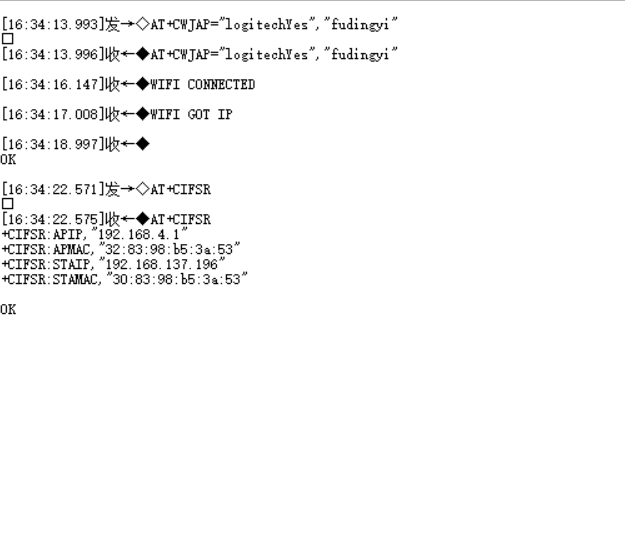 [16:34:13.993]发→◇AT+CWJAP="logitechYes","fudingyi"
□
[16:34:13.996]收←◆AT+CWJAP="logitechYes","fudingyi"
[16:34:16.147]收←◆WIFI CONNECTED
[16:34:17.008]收←◆WIFI GOT IP
[16:34:18.997]收←◆
OK
[16:34:22.571]发→◇AT+CIFSR
□
[16:34:22.575]收←◆AT+CIFSR
+CIFSR:APIP,"192.168.4.1"
+CIFSR:APMAC,"32:83:98:b5:3a:53"
+CIFSR:STAIP,"192.168.137.196"
+CIFSR:STAMAC,"30:83:98:b5:3a:53"
OK